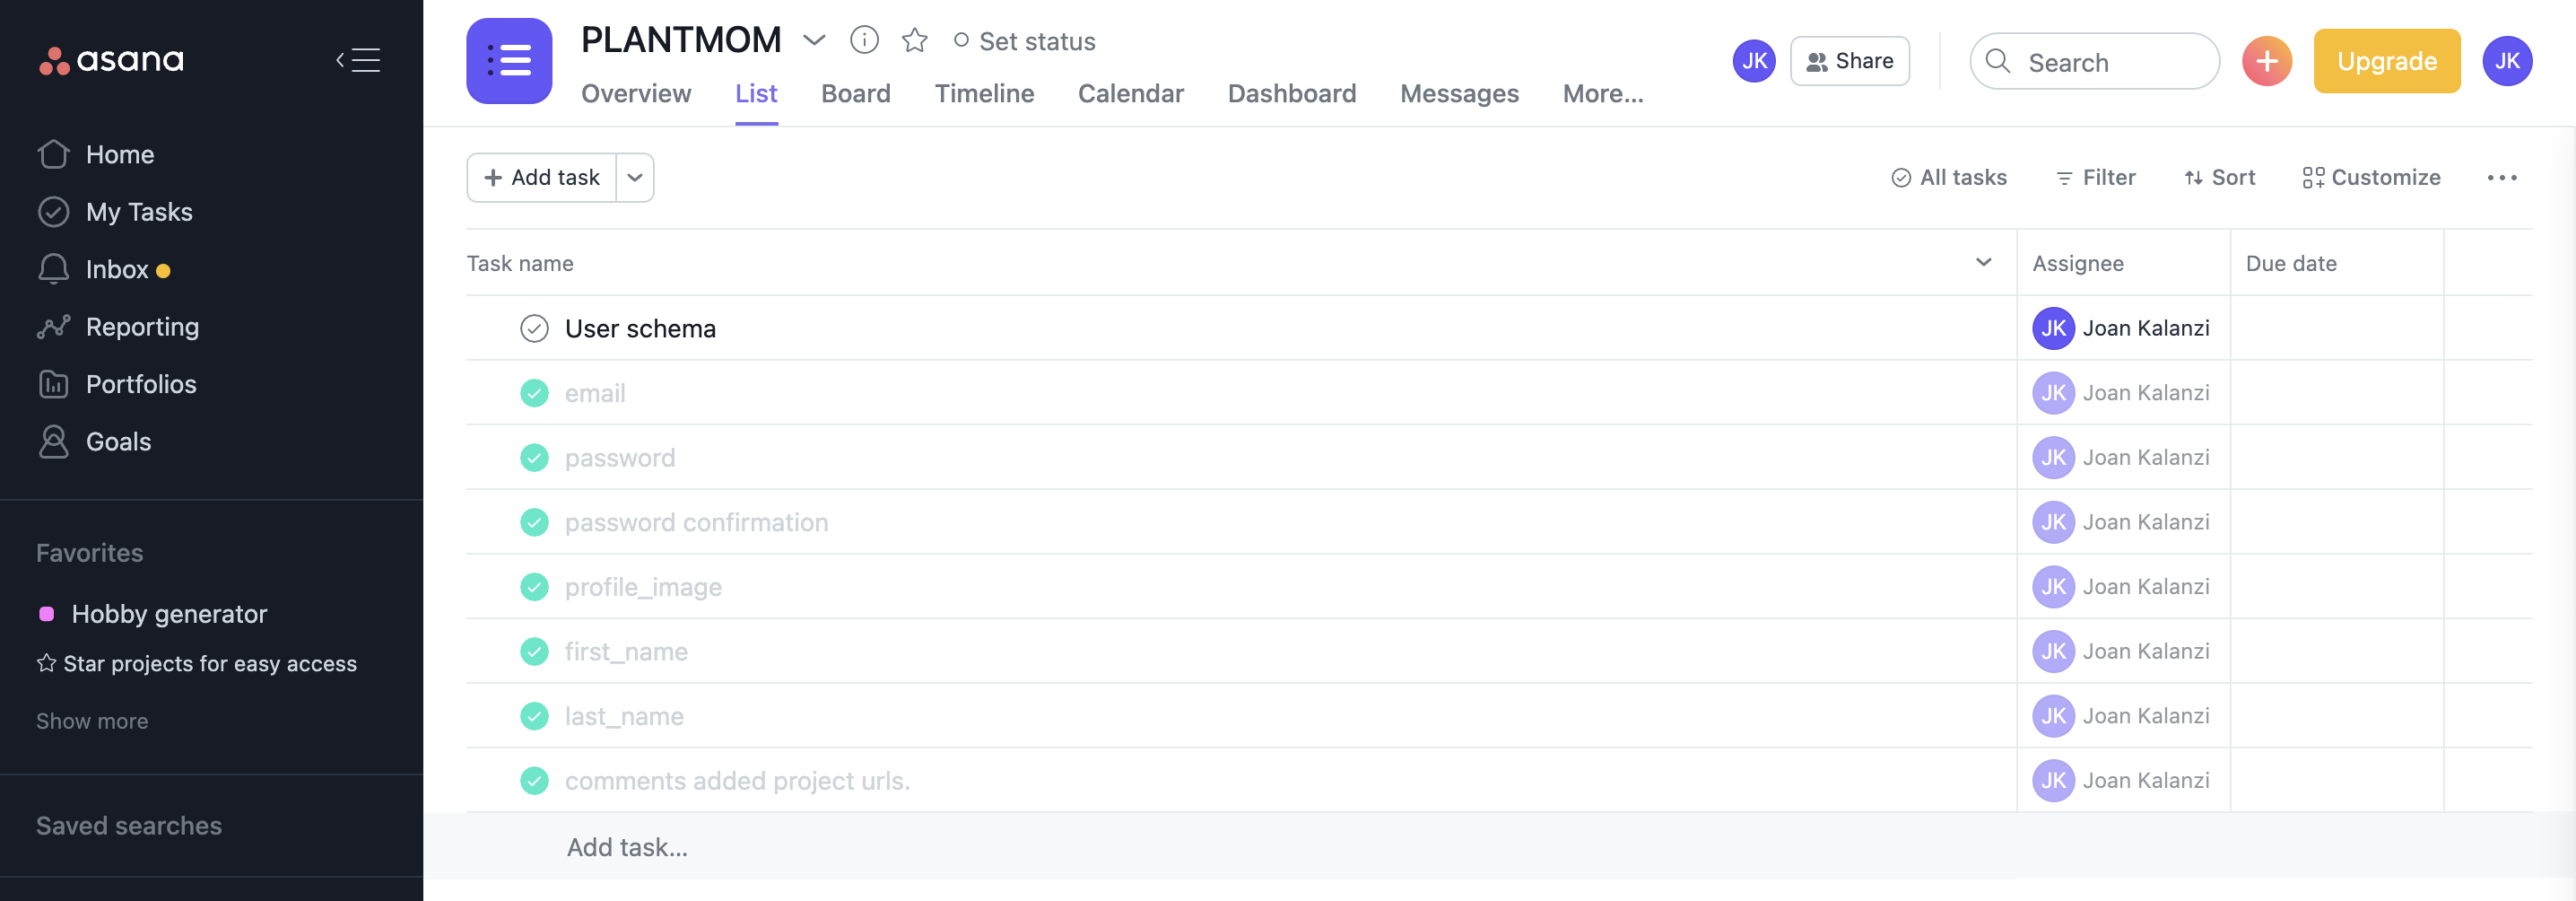 asana
Home
My Tasks
Inbox
Reporting
Portfolios
Goals
Favorites
Hobby generator
Star projects for easy access
Show more
Saved searches
PLANTMOM
Set status
Overview List Board Timeline Calendar Dashboard Messages More...
JK Share Search Upgrade JK
Add task
All tasks Filter Sort Customize
Task name Assignee Due date
User schema JK Joan Kalanzi
email JK Joan Kalanzi
password JK Joan Kalanzi
password confirmation JK Joan Kalanzi
profile_image JK Joan Kalanzi
first_name JK Joan Kalanzi
last_name JK Joan Kalanzi
comments added project urls. JK Joan Kalanzi
Add task...